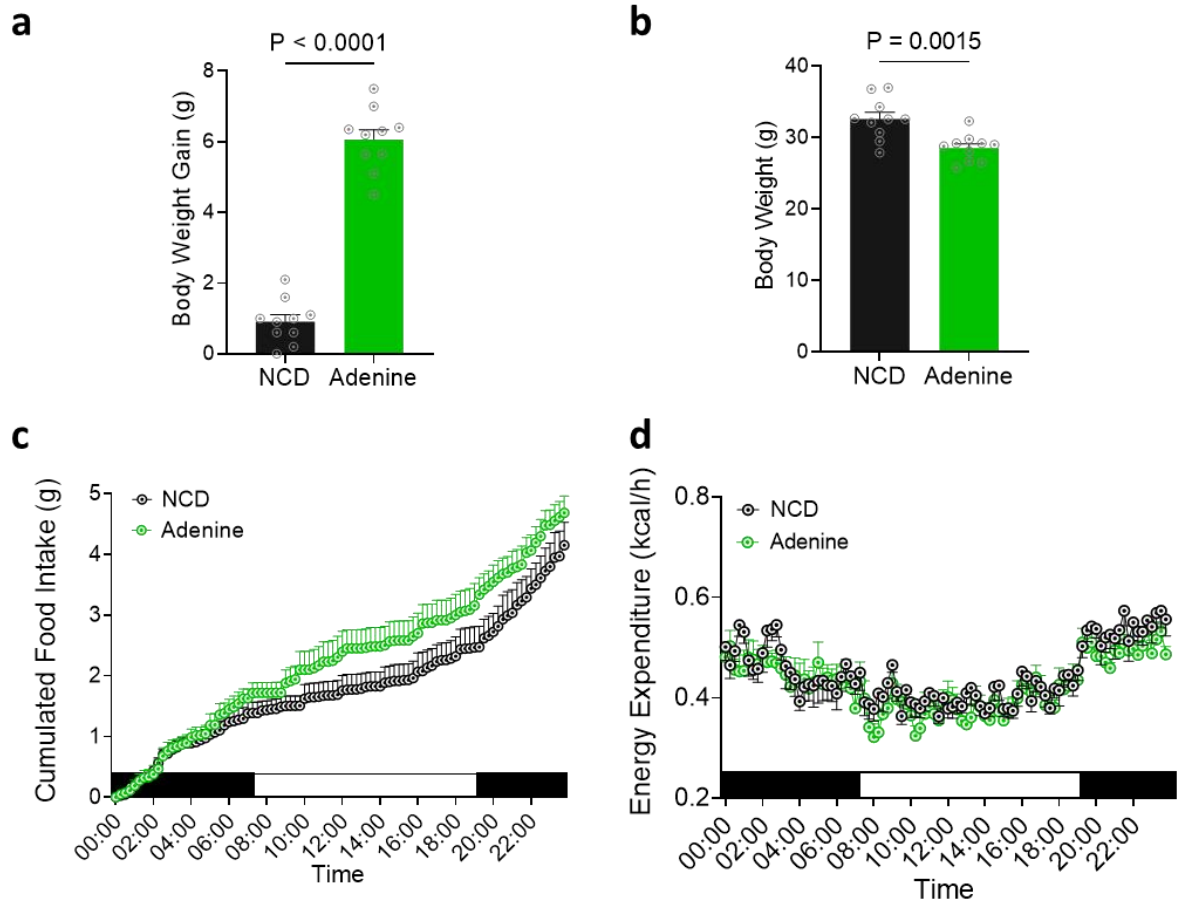 a
P < 0.0001
Body Weight Gain (g)
8
6
4
2
0
NCD
Adenine
b
P = 0.0015
Body Weight (g)
40
30
20
10
0
NCD
Adenine
c
Cumulated Food Intake (g)
5
4
3
2
1
0
NCD
Adenine
00:00
02:00
04:00
06:00
08:00
10:00
12:00
14:00
16:00
18:00
20:00
22:00
Time
d
Energy Expenditure (kcal/h)
0.8
0.6
0.4
0.2
NCD
Adenine
00:00
02:00
04:00
06:00
08:00
10:00
12:00
14:00
16:00
18:00
20:00
22:00
Time